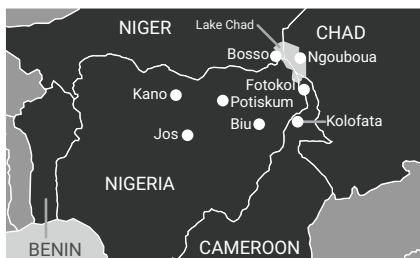 NIGER
Lake Chad
CHAD
Bosso
Ngouboua
Fotokol
Kano
Potiskum
Kolofata
Biu
Jos
NIGERIA
BENIN
CAMEROON